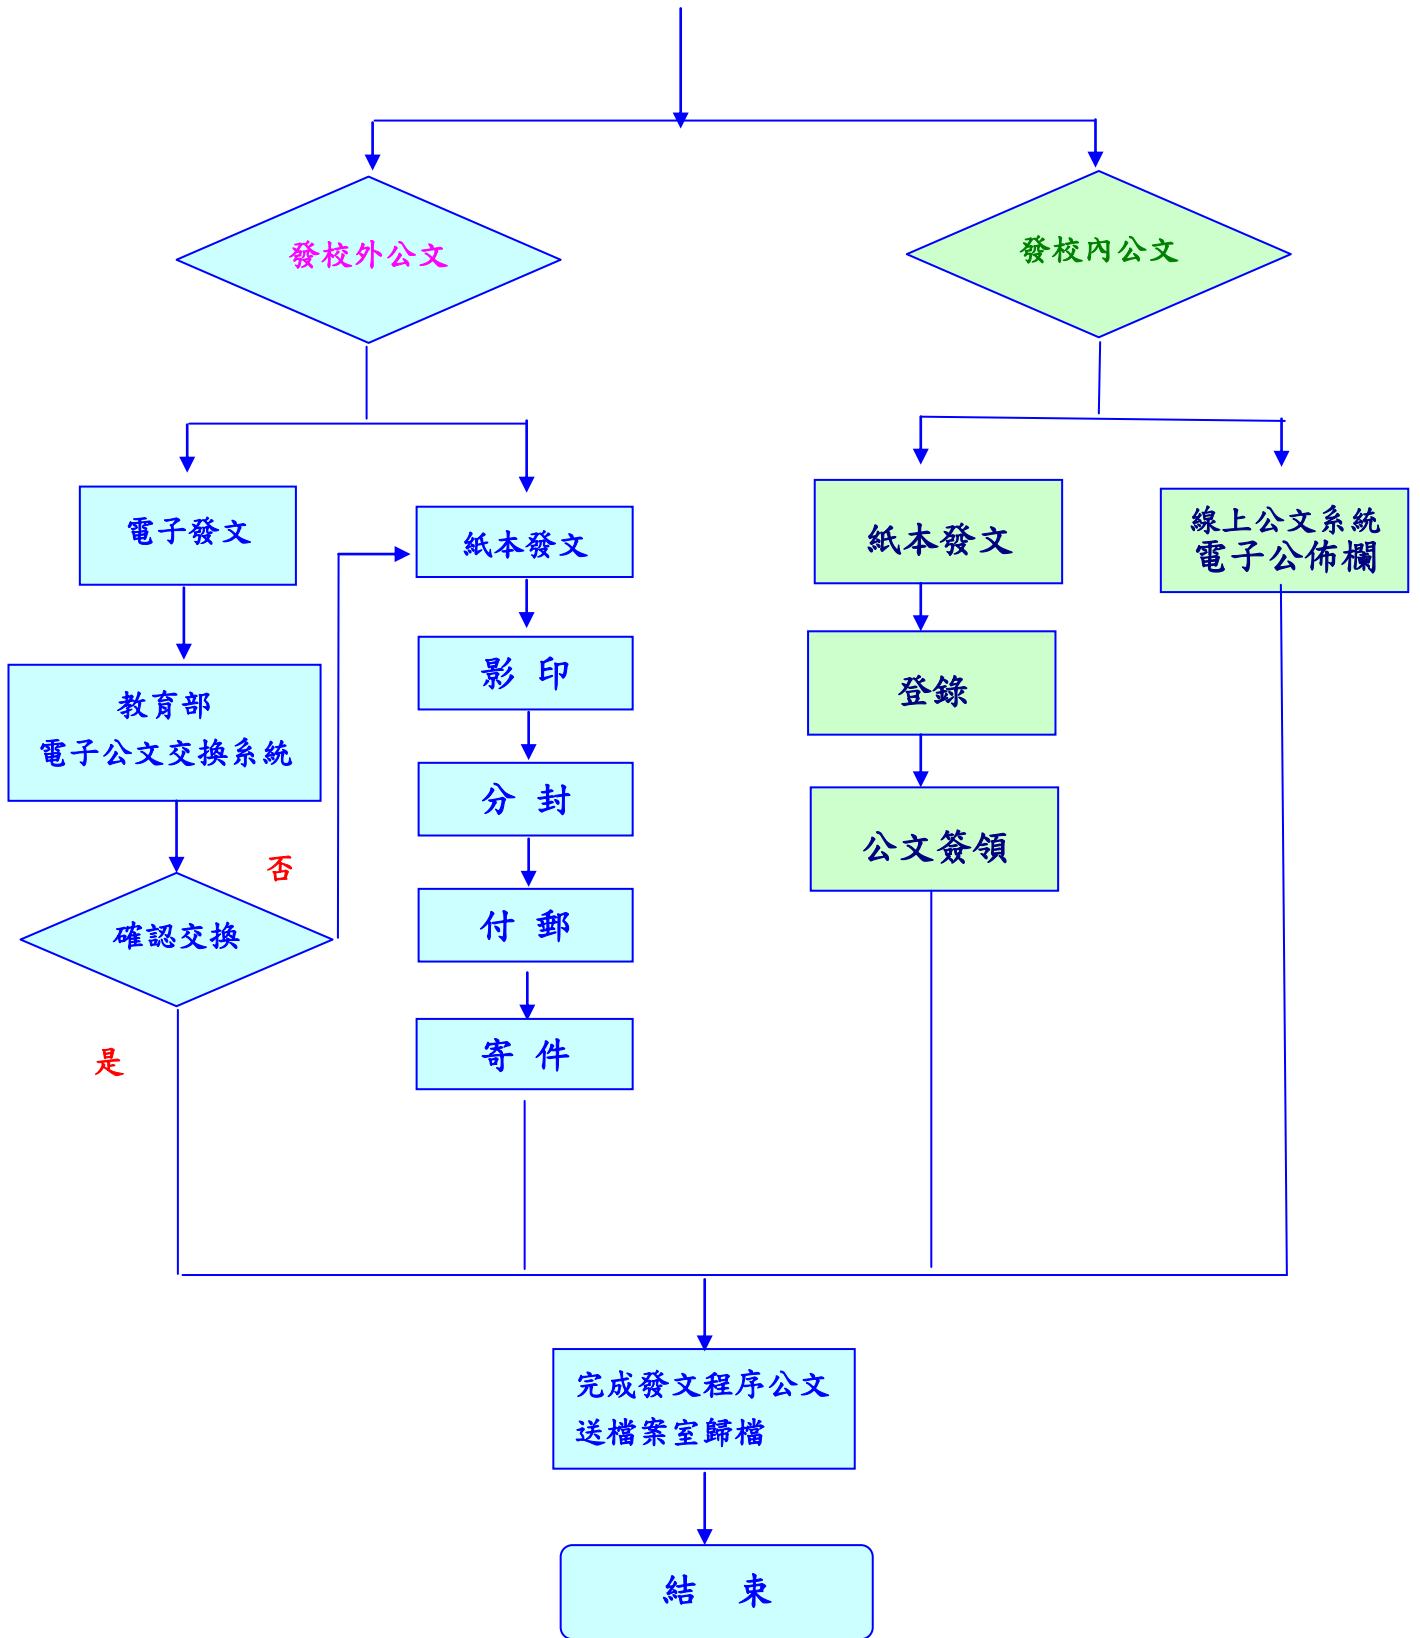 發校外公文
發校內公文
電子發文
紙本發文
紙本發文
線上公文系統
電子公佈欄
教育部
電子公文交換系統
影 印
登錄
分 封
公文簽領
否
確認交換
付 郵
是
寄 件
完成發文程序公文
送檔案室歸檔
結 束